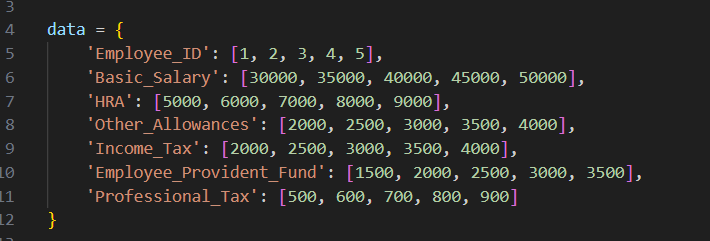 3
4 data = {
5 'Employee_ID': [1, 2, 3, 4, 5],
6 'Basic_Salary': [30000, 35000, 40000, 45000, 50000],
7 'HRA': [5000, 6000, 7000, 8000, 9000],
8 'Other_Allowances': [2000, 2500, 3000, 3500, 4000],
9 'Income_Tax': [2000, 2500, 3000, 3500, 4000],
10 'Employee_Provident_Fund': [1500, 2000, 2500, 3000, 3500],
11 'Professional_Tax': [500, 600, 700, 800, 900]
12 }